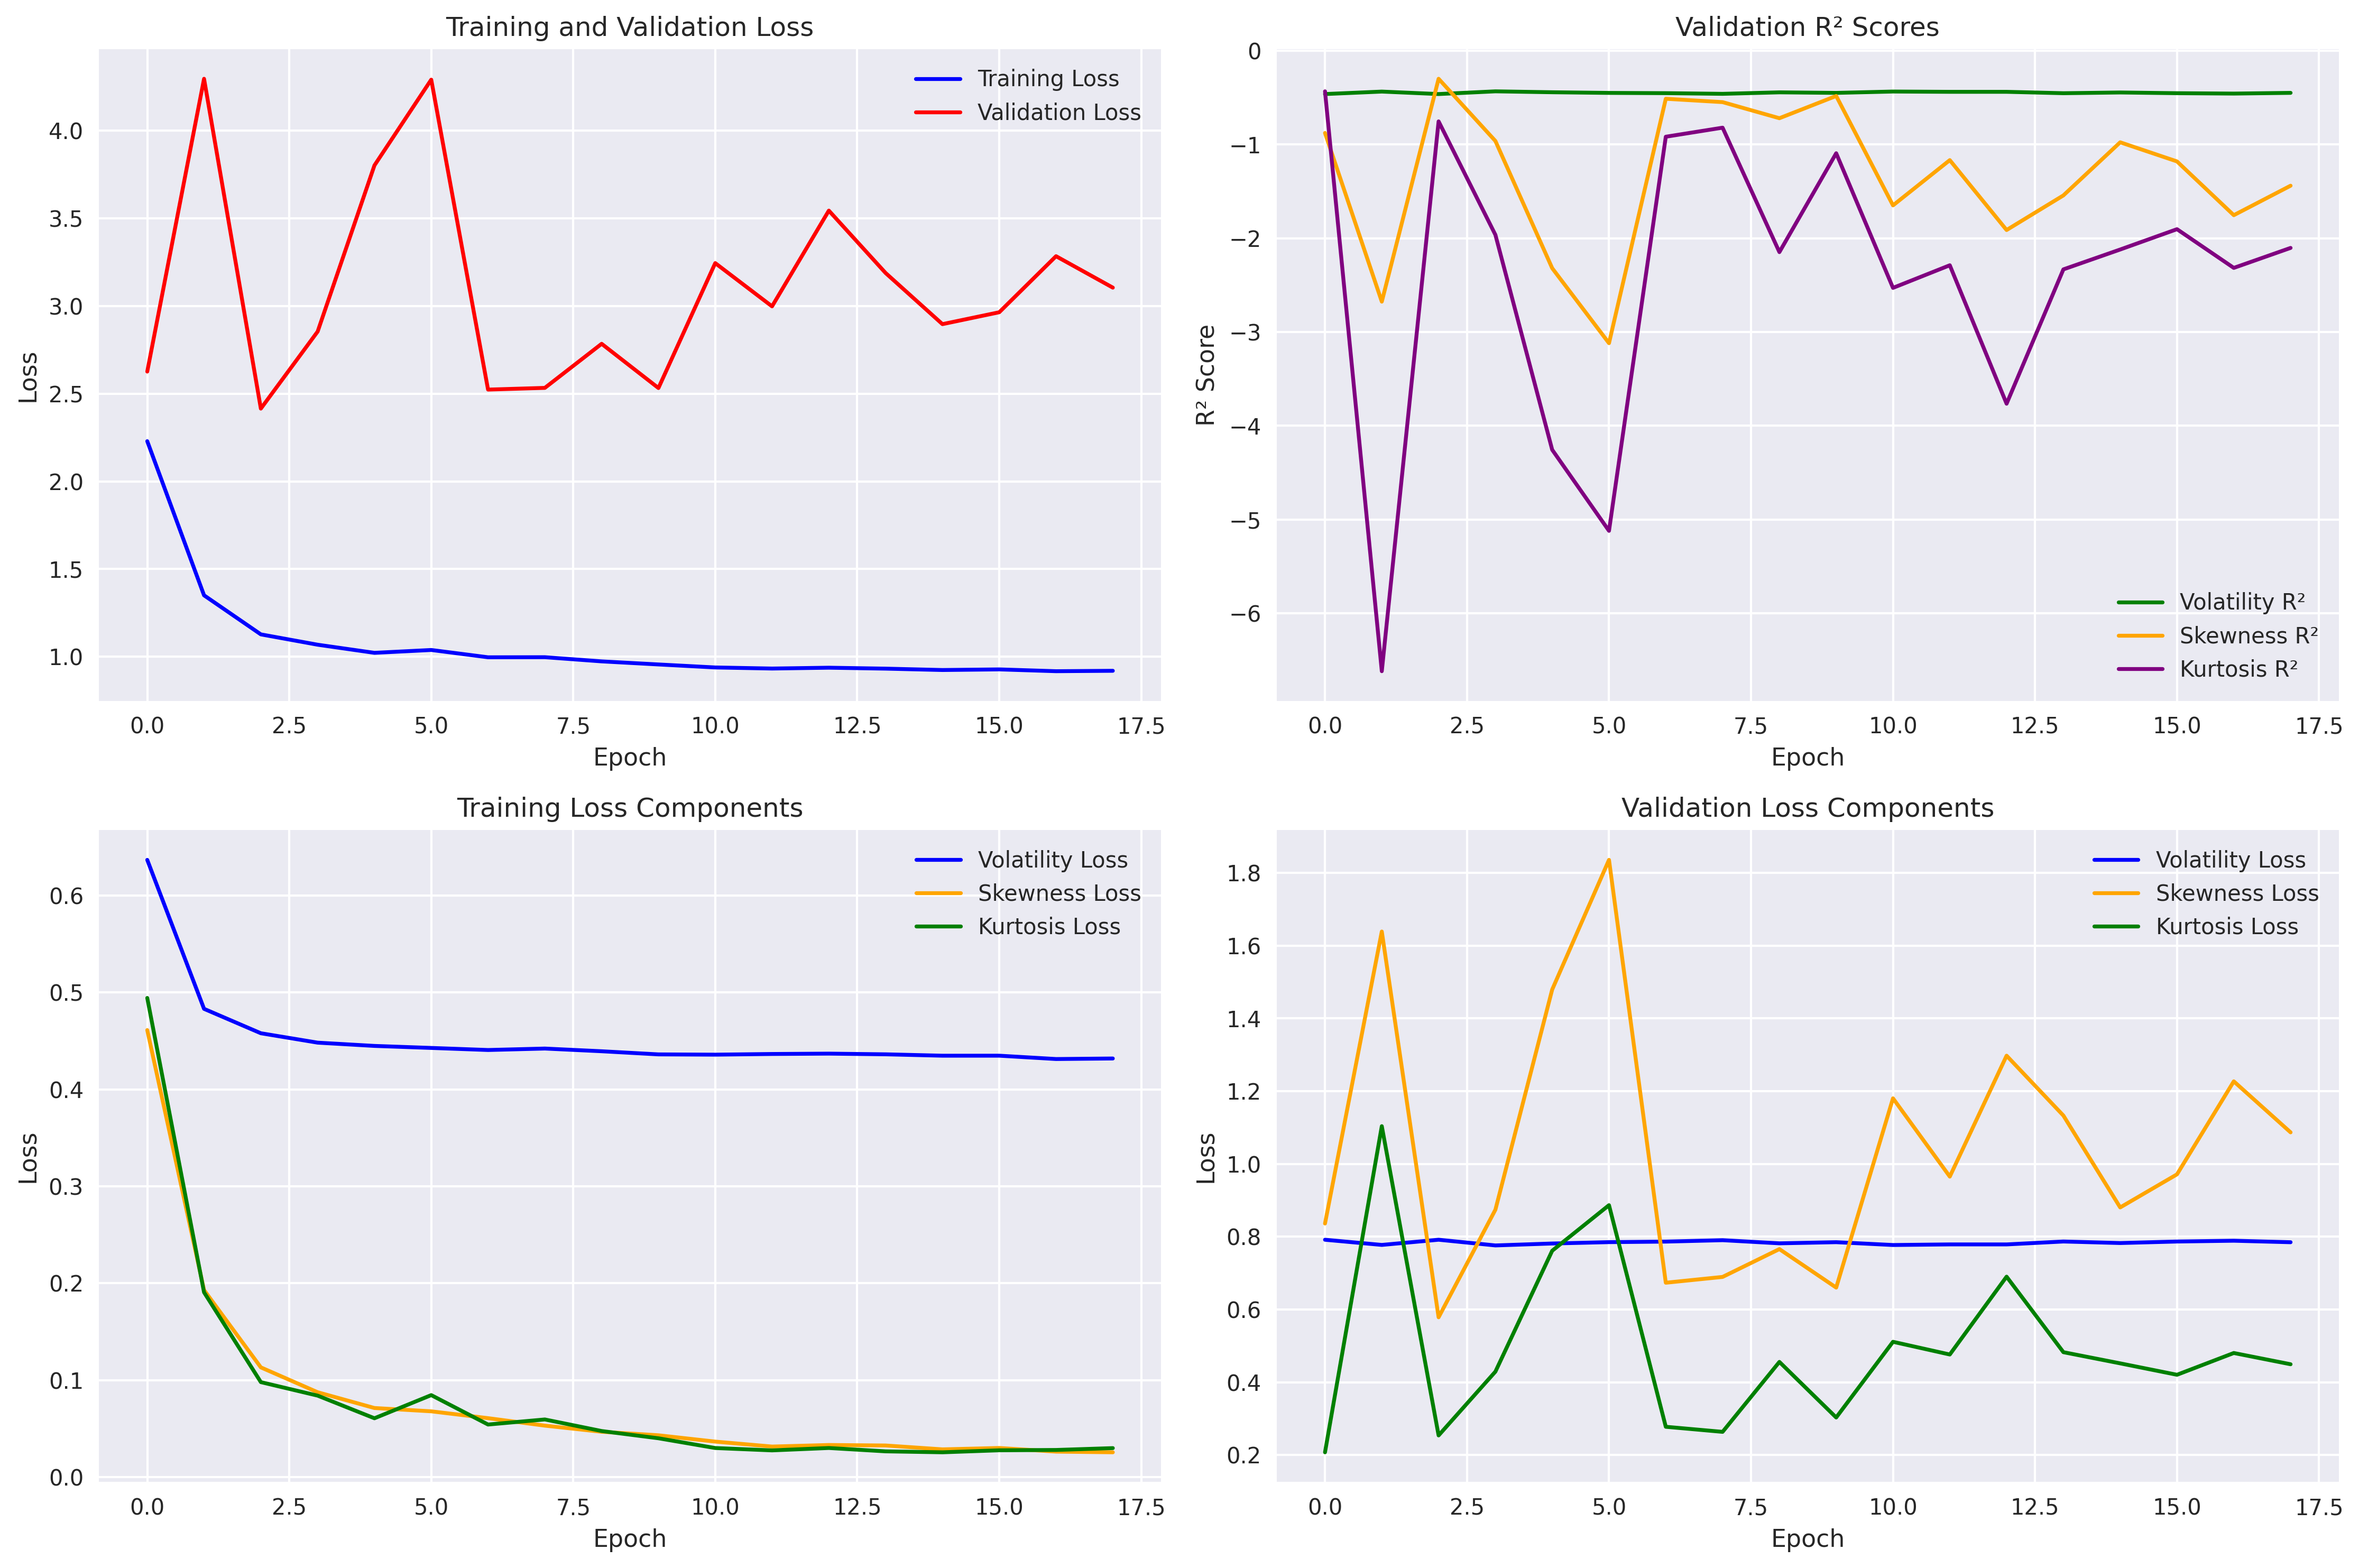 Training and Validation Loss
Training Loss
Validation Loss
4.0
3.5
3.0
2.5
2.0
1.5
1.0
Loss
0.0 2.5 5.0 7.5 10.0 12.5 15.0 17.5
Epoch
Validation R² Scores
0
−1
−2
−3
−4
−5
−6
R² Score
Volatility R²
Skewness R²
Kurtosis R²
0.0 2.5 5.0 7.5 10.0 12.5 15.0 17.5
Epoch
Training Loss Components
Volatility Loss
Skewness Loss
Kurtosis Loss
0.6
0.5
0.4
0.3
0.2
0.1
0.0
Loss
0.0 2.5 5.0 7.5 10.0 12.5 15.0 17.5
Epoch
Validation Loss Components
Volatility Loss
Skewness Loss
Kurtosis Loss
1.8
1.6
1.4
1.2
1.0
0.8
0.6
0.4
0.2
Loss
0.0 2.5 5.0 7.5 10.0 12.5 15.0 17.5
Epoch